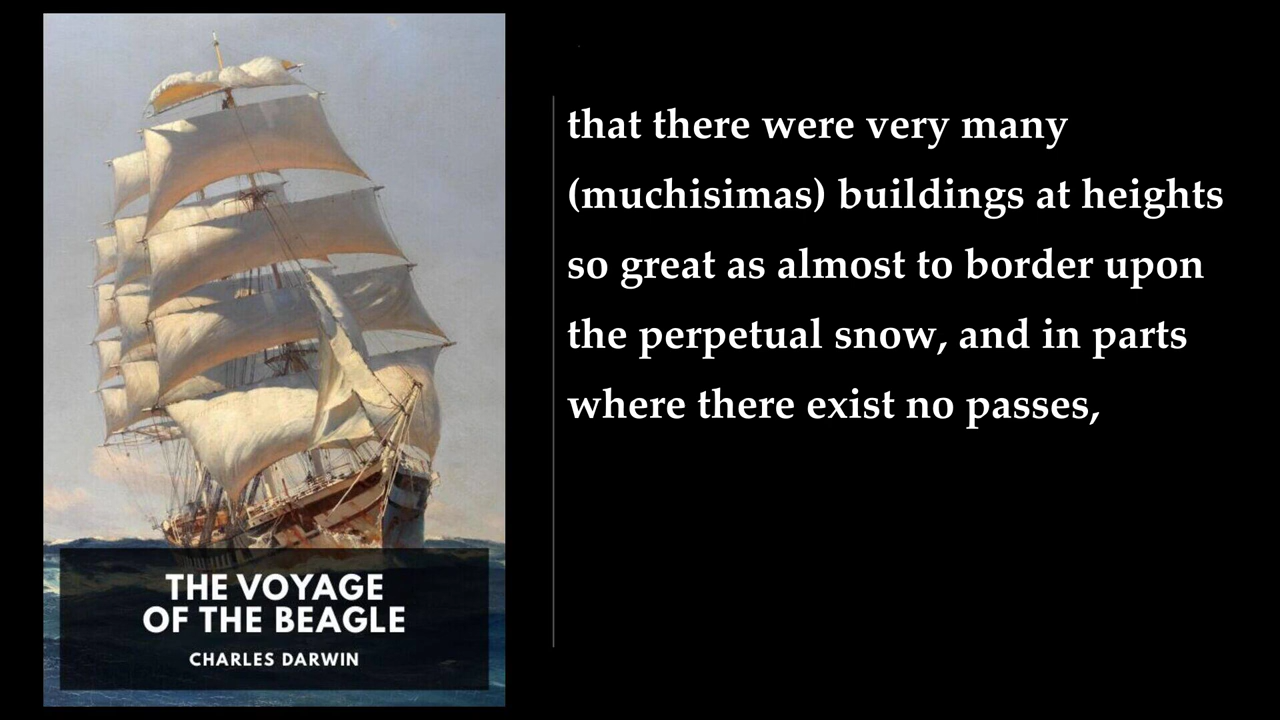 that there were very many
(muchisimas) buildings at heights
so great as almost to border upon
the perpetual snow, and in parts
where there exist no passes,
THE VOYAGE
OF THE BEAGLE
CHARLES DARWIN